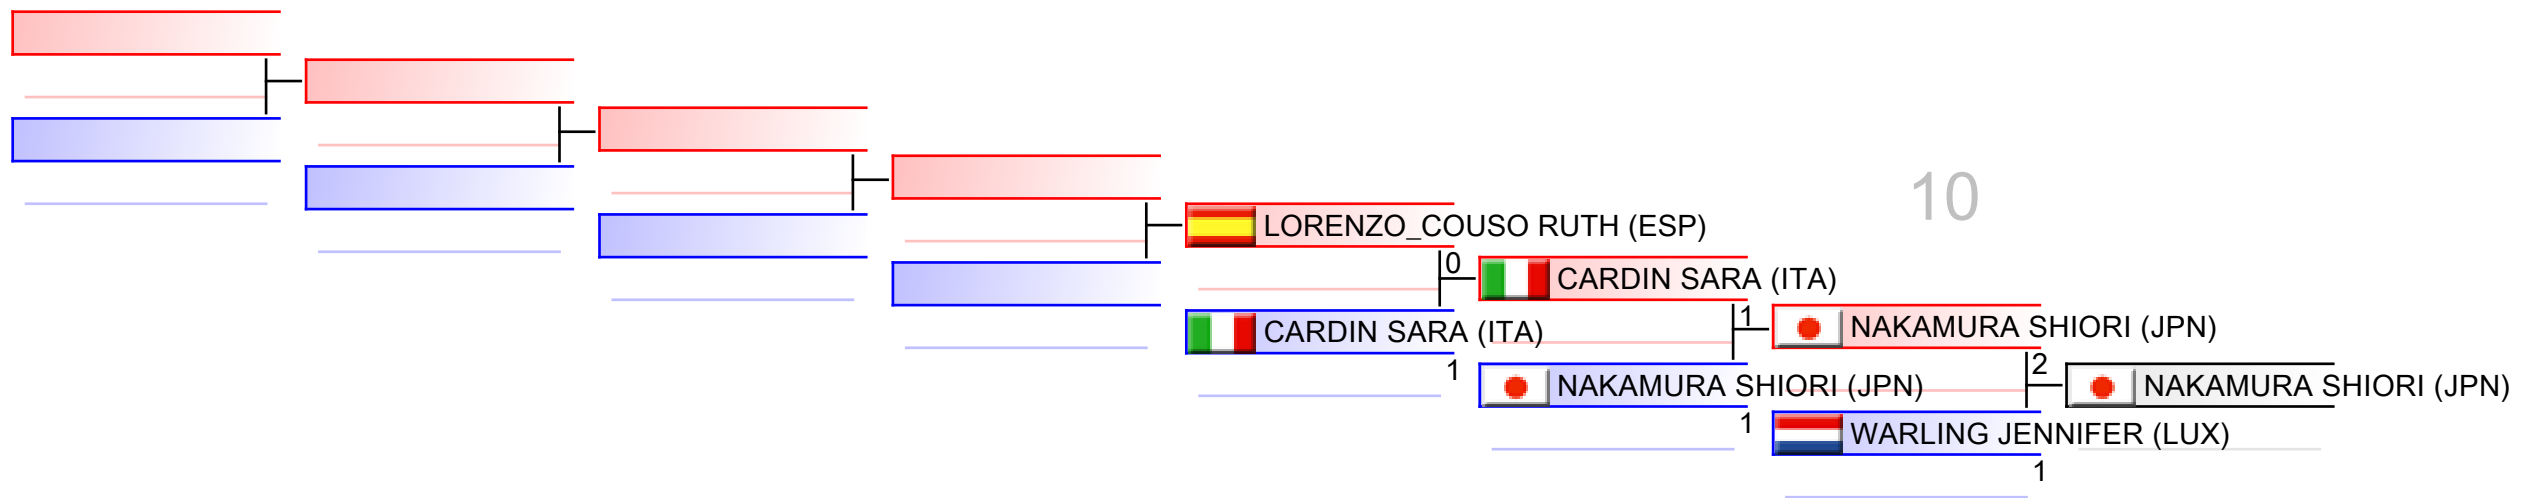 10
LORENZO_COUSO RUTH (ESP)
0
CARDIN SARA (ITA)
CARDIN SARA (ITA)
1
1
NAKAMURA SHIORI (JPN)
NAKAMURA SHIORI (JPN)
1
2
NAKAMURA SHIORI (JPN)
WARLING JENNIFER (LUX)
1